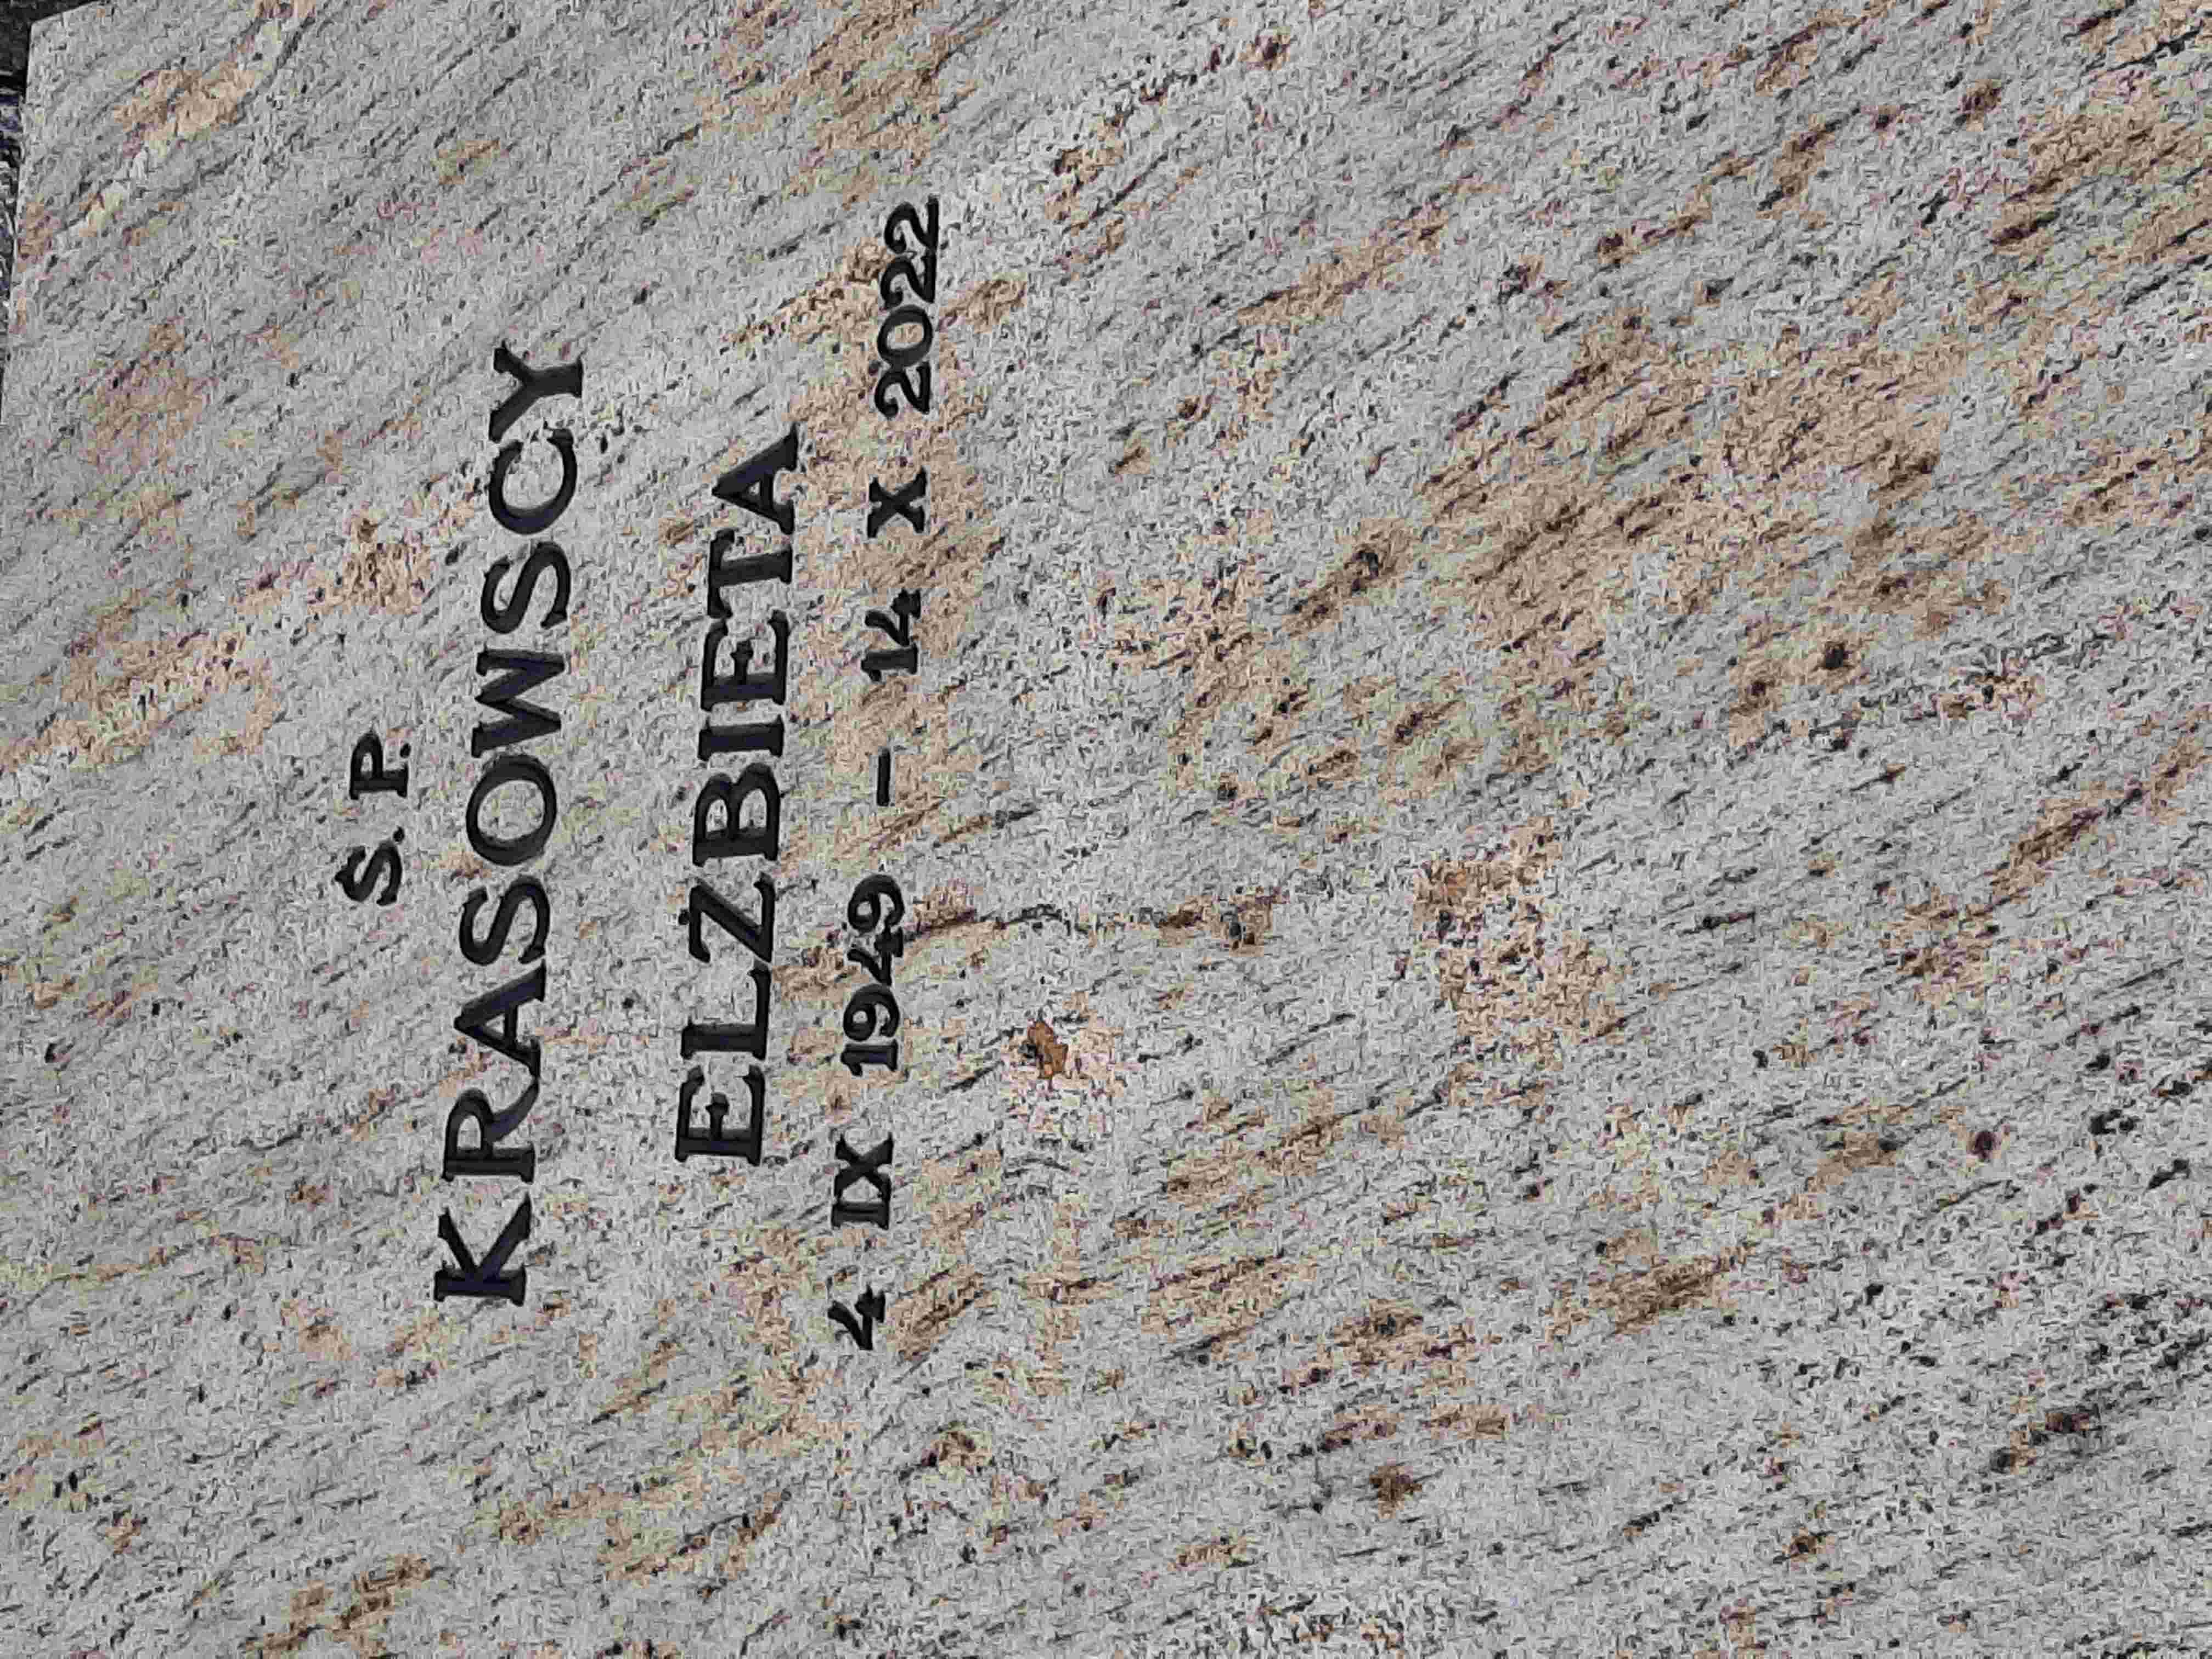 Ś. P.
KRASOWSCY
ELŻBIETA
4 IX 1949 – 14 X 2022